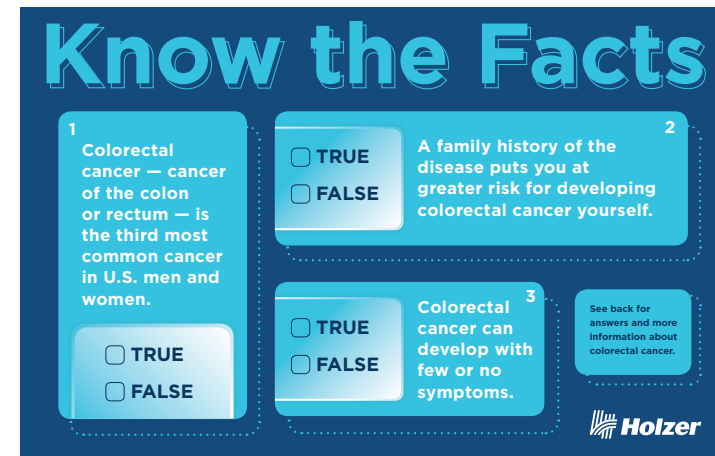 Know the Facts
1
Colorectal
cancer — cancer
of the colon
or rectum — is
the third most
common cancer
in U.S. men and
women.
TRUE
FALSE
2
TRUE
FALSE
A family history of the
disease puts you at
greater risk for developing
colorectal cancer yourself.
3
TRUE
FALSE
Colorectal
cancer can
develop with
few or no
symptoms.
See back for
answers and more
information about
colorectal cancer.
Holzer